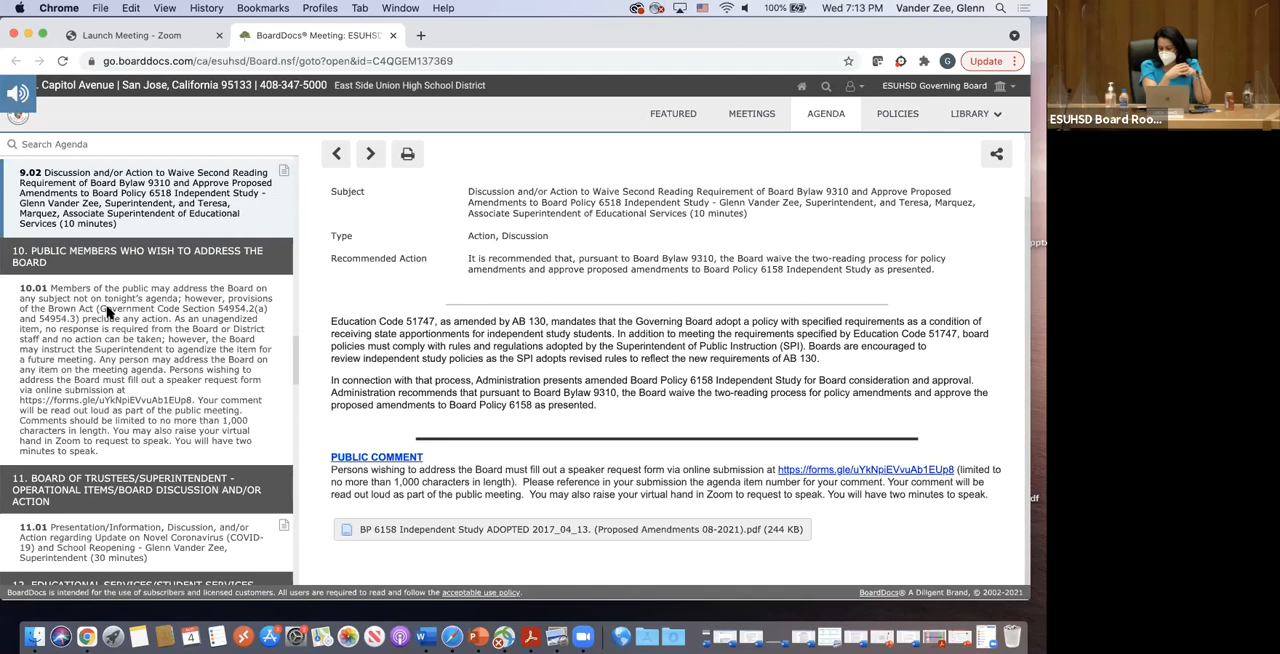 Chrome File Edit View History Bookmarks Profiles Tab Window Help 100% Wed 7:13 PM Vander Zee, Glenn
Launch Meeting - Zoom
BoardDocs® Meeting: ESUHSD
go.boarddocs.com/ca/esuhsd/Board.nsf/goto?open&id=C4QGEM137369
G
Update
Capitol Avenue | San Jose, California 95133 | 408-347-5000 East Side Union High School District
ESUHSD Governing Board
FEATURED MEETINGS AGENDA POLICIES LIBRARY
Search Agenda
9.02 Discussion and/or Action to Waive Second Reading
Requirement of Board Bylaw 9310 and Approve Proposed
Amendments to Board Policy 6518 Independent Study -
Glenn Vander Zee, Superintendent, and Teresa,
Marquez, Associate Superintendent of Educational
Services (10 minutes)
10. PUBLIC MEMBERS WHO WISH TO ADDRESS THE
BOARD
10.01 Members of the public may address the Board on
any subject not on tonight's agenda; however, provisions
of the Brown Act (Government Code Section 54954.2(a)
and 54954.3) preclude any action. As an unagendized
item, no response is required from the Board or District
staff and no action can be taken; however, the Board
may instruct the Superintendent to agendize the item for
a future meeting. Any person may address the Board on
any item on the meeting agenda. Persons wishing to
address the Board must fill out a speaker request form
via online submission at
https://forms.gle/uYkNpiEVvuAb1EUp8. Your comment
will be read out loud as part of the public meeting.
Comments should be limited to no more than 1,000
characters in length. You may also raise your virtual
hand in Zoom to request to speak. You will have two
minutes to speak.
11. BOARD OF TRUSTEES/SUPERINTENDENT -
OPERATIONAL ITEMS/BOARD DISCUSSION AND/OR
ACTION
11.01 Presentation/Information, Discussion, and/or
Action regarding Update on Novel Coronavirus (COVID-
19) and School Reopening - Glenn Vander Zee,
Superintendent (30 minutes)
12. EDUCATIONAL SERVICES/STUDENT SERVICES
Subject
Discussion and/or Action to Waive Second Reading Requirement of Board Bylaw 9310 and Approve Proposed
Amendments to Board Policy 6518 Independent Study - Glenn Vander Zee, Superintendent, and Teresa, Marquez,
Associate Superintendent of Educational Services (10 minutes)
Type
Action, Discussion
Recommended Action
It is recommended that, pursuant to Board Bylaw 9310, the Board waive the two-reading process for policy
amendments and approve proposed amendments to Board Policy 6158 Independent Study as presented.
Education Code 51747, as amended by AB 130, mandates that the Governing Board adopt a policy with specified requirements as a condition of
receiving state apportionments for independent study students. In addition to meeting the requirements specified by Education Code 51747, board
policies must comply with rules and regulations adopted by the Superintendent of Public Instruction (SPI). Boards are encouraged to
review independent study policies as the SPI adopts revised rules to reflect the new requirements of AB 130.
In connection with that process, Administration presents amended Board Policy 6158 Independent Study for Board consideration and approval.
Administration recommends that pursuant to Board Bylaw 9310, the Board waive the two-reading process for policy amendments and approve the
proposed amendments to Board Policy 6158 as presented.
PUBLIC COMMENT
Persons wishing to address the Board must fill out a speaker request form via online submission at https://forms.gle/uYkNpiEVvuAb1EUp8 (limited to
no more than 1,000 characters in length). Please reference in your submission the agenda item number for your comment. Your comment will be
read out loud as part of the public meeting. You may also raise your virtual hand in Zoom to request to speak. You will have two minutes to speak.
BP 6158 Independent Study ADOPTED 2017_04_13. (Proposed Amendments 08-2021).pdf (244 KB)
BoardDocs is intended for the use of subscribers and licensed customers. All users are required to read and follow the acceptable use policy.
BoardDocs® A Diligent Brand, © 2002-2021
ESUHSD Board Roo...